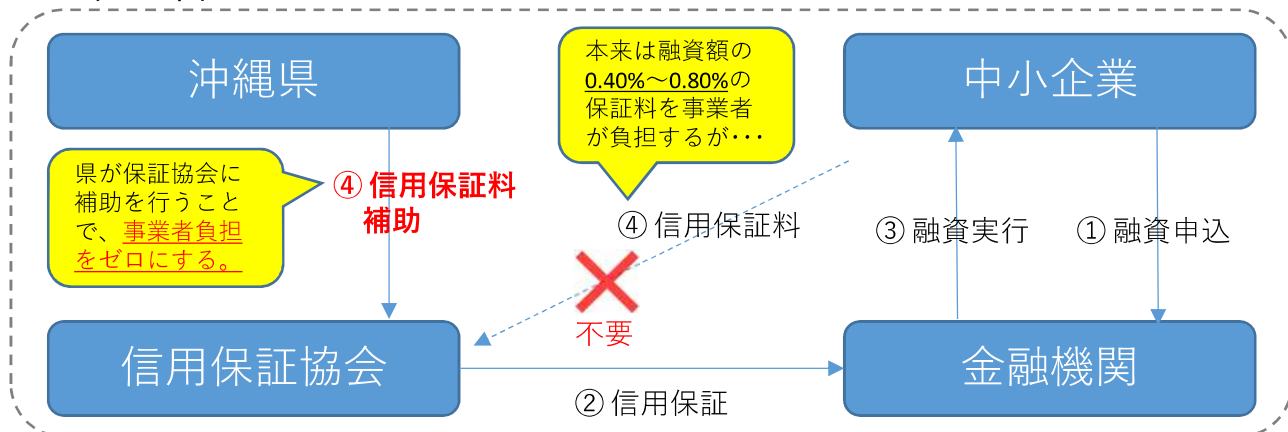 沖縄県
本来は融資額の
0.40%～0.80%の
保証料を事業者
が負担するが･･･
中小企業
県が保証協会に
補助を行うこと
で、事業者負担
をゼロにする。
④ 信用保証料
補助
④ 信用保証料
③ 融資実行
① 融資申込
不要
信用保証協会
② 信用保証
金融機関